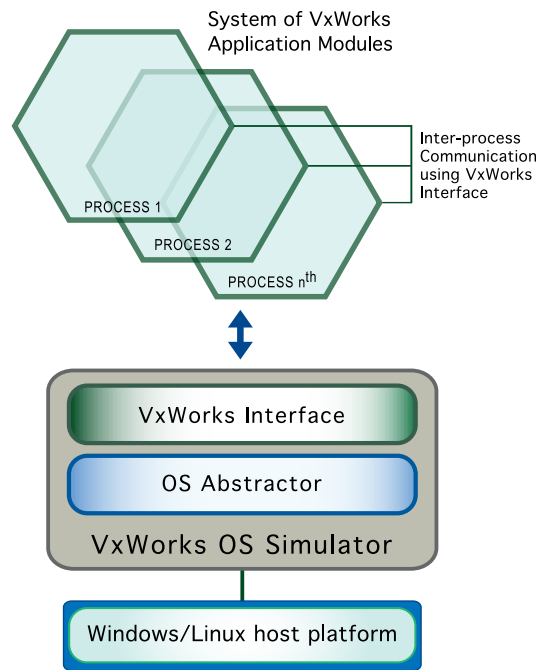 System of VxWorks
Application Modules
Inter-process
Communication
using VxWorks
Interface
PROCESS 1
PROCESS 2
PROCESS nth
VxWorks Interface
OS Abstractor
VxWorks OS Simulator
Windows/Linux host platform